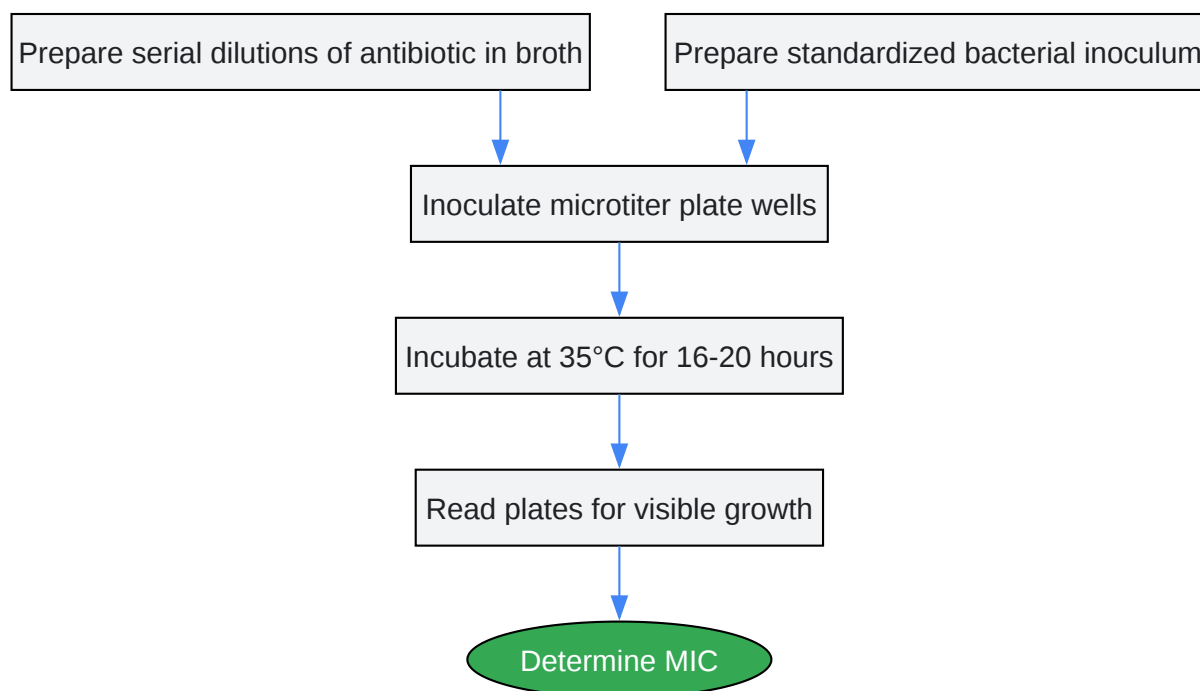 Prepare serial dilutions of antibiotic in broth
Prepare standardized bacterial inoculum
Inoculate microtiter plate wells
Incubate at 35°C for 16-20 hours
Read plates for visible growth
Determine MIC